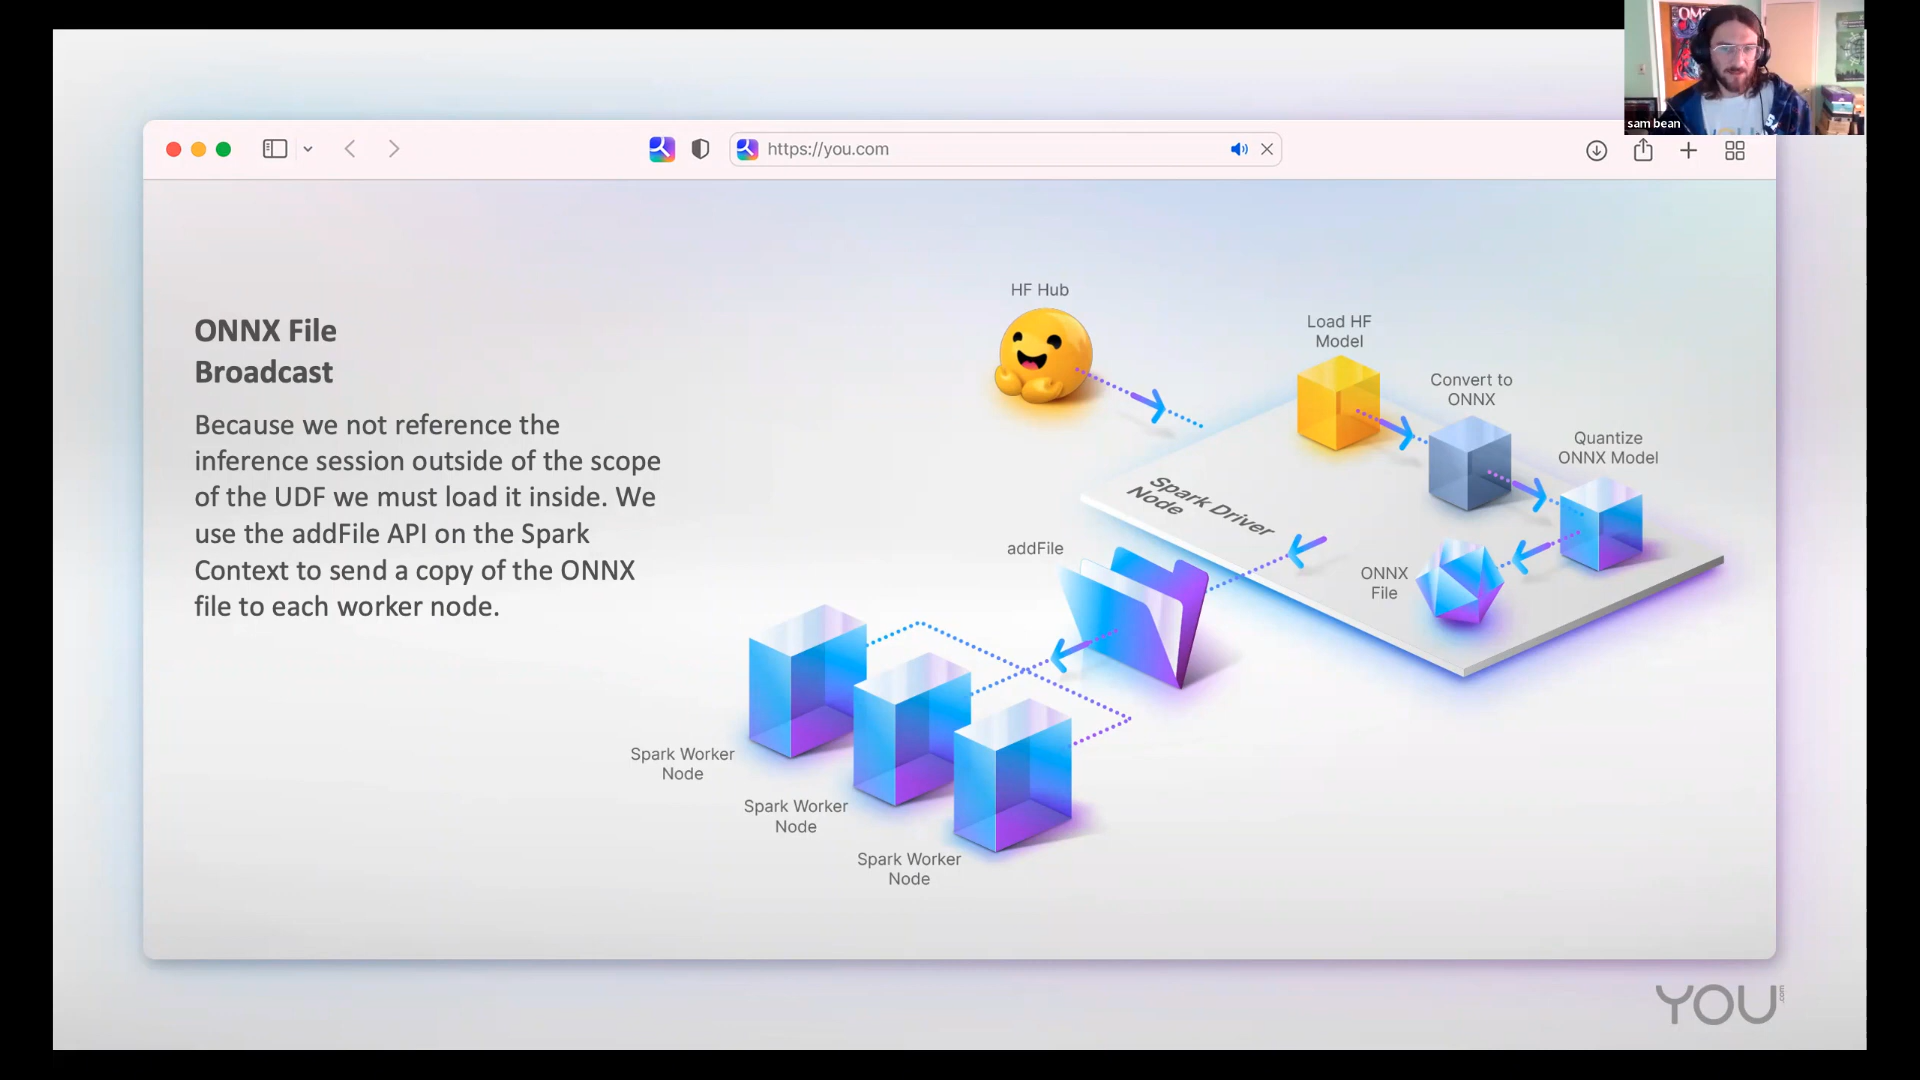 OMA
sam bean
https://you.com
ONNX File
Broadcast
Because we not reference the
inference session outside of the scope
of the UDF we must load it inside. We
use the addFile API on the Spark
Context to send a copy of the ONNX
file to each worker node.
HF Hub
Load HF
Model
Convert to
ONNX
Quantize
ONNX Model
Spark Driver
Node
ONNX
File
addFile
Spark Worker
Node
Spark Worker
Node
Spark Worker
Node
YOU
.com